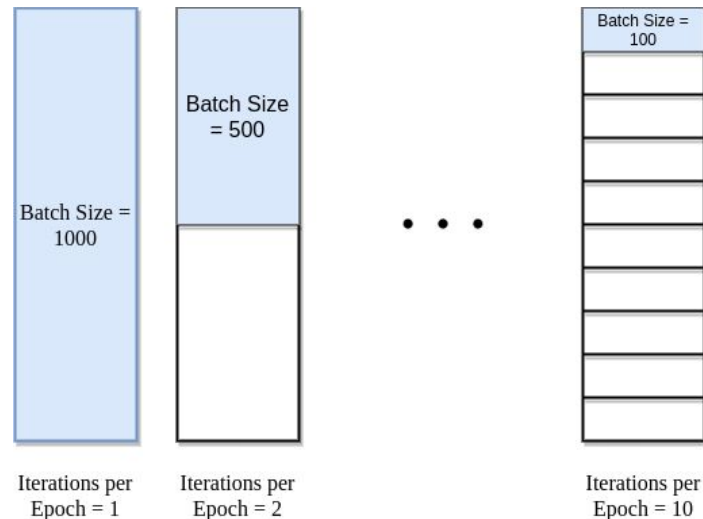 Batch Size =
1000
Batch Size
= 500
Batch Size =
100
Iterations per
Epoch = 1
Iterations per
Epoch = 2
Iterations per
Epoch = 10